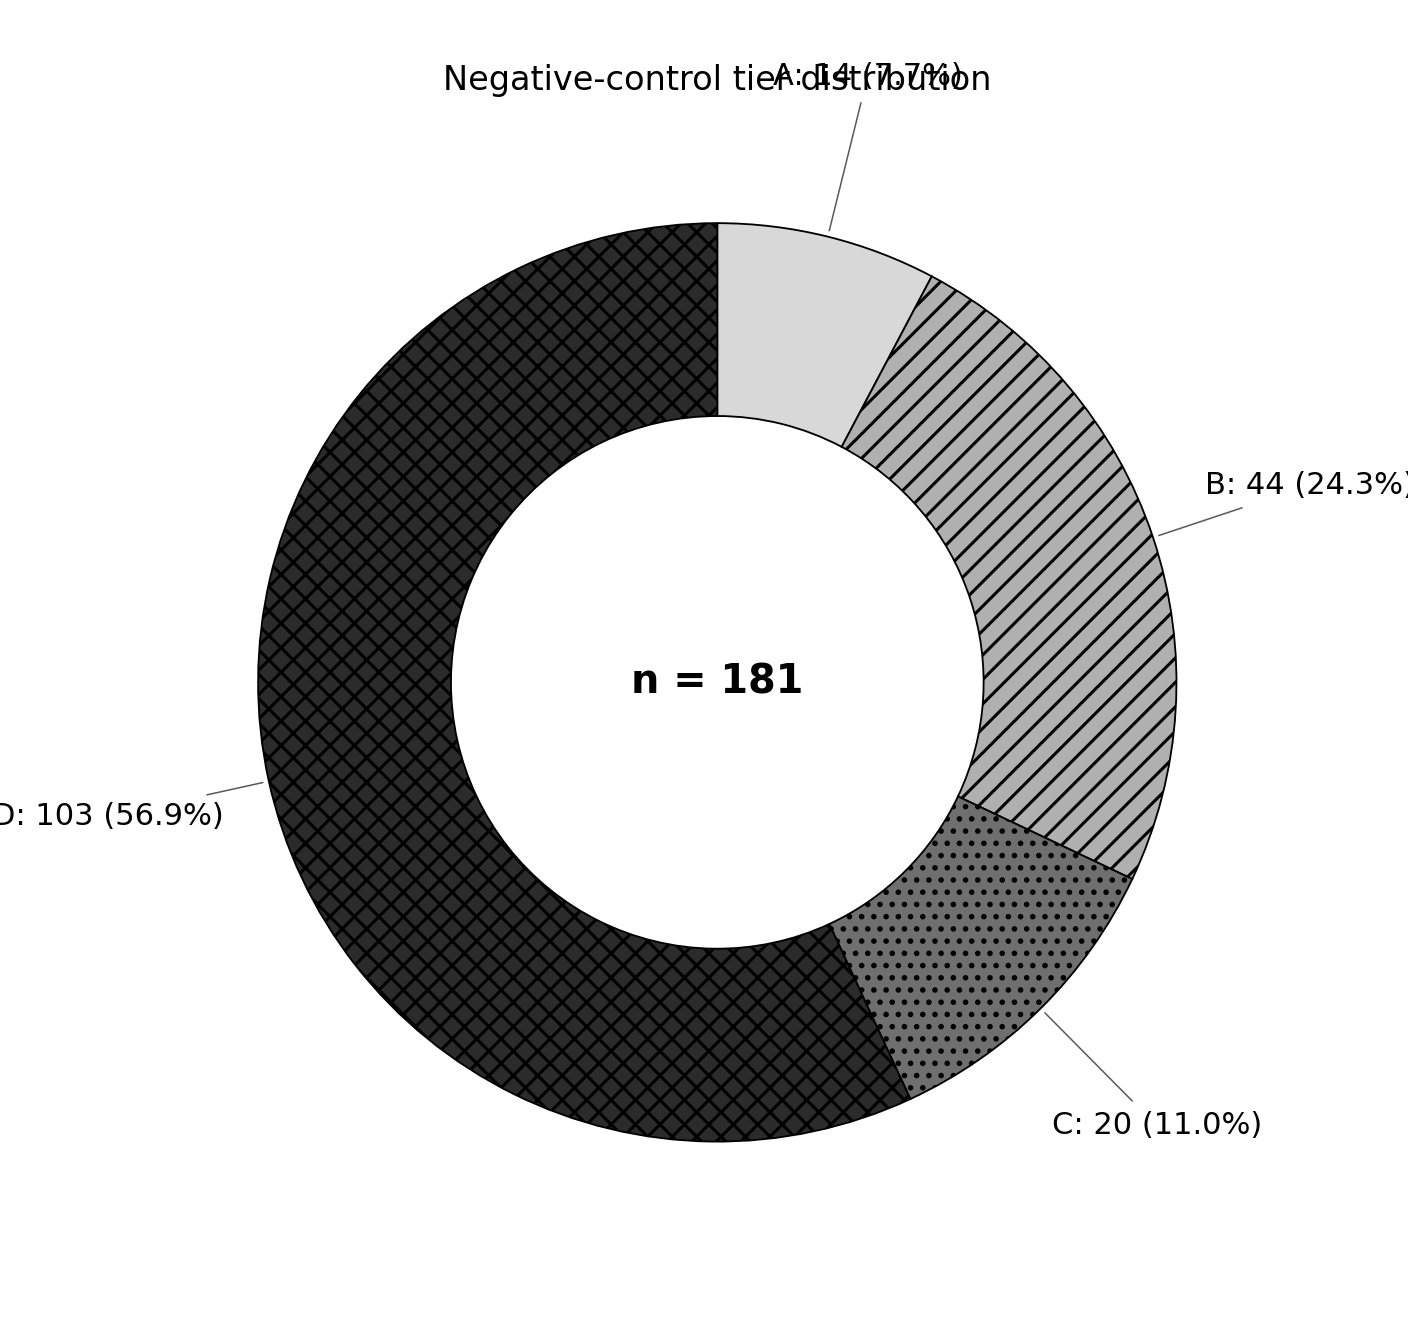 Negative-control tier distribution
A: 14 (7.7%)
B: 44 (24.3%)
n = 181
D: 103 (56.9%)
C: 20 (11.0%)